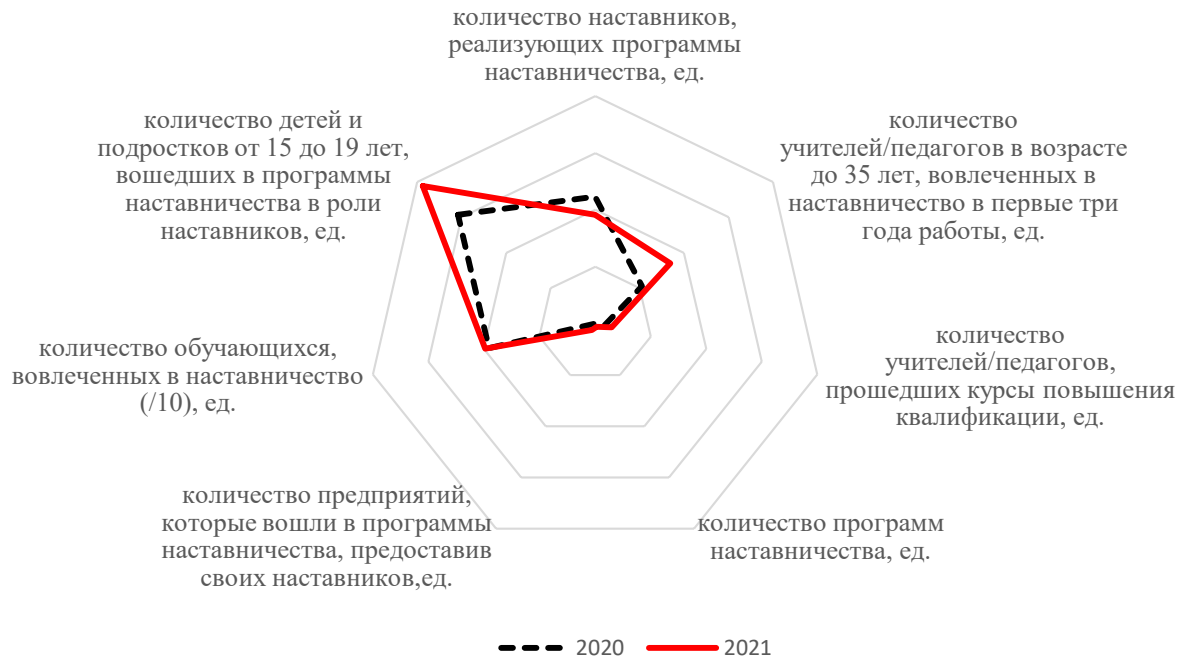 количество наставников,
реализующих программы
наставничества, ед.
количество
учителей/педагогов в возрасте
до 35 лет, вовлеченных в
наставничество в первые три
года работы, ед.
количество
учителей/педагогов,
прошедших курсы повышения
квалификации, ед.
количество программ
наставничества, ед.
количество предприятий,
которые вошли в программы
наставничества, предоставив
своих наставников,ед.
количество обучающихся,
вовлеченных в наставничество
(/10), ед.
количество детей и
подростков от 15 до 19 лет,
вошедших в программы
наставничества в роли
наставников, ед.
2020
2021